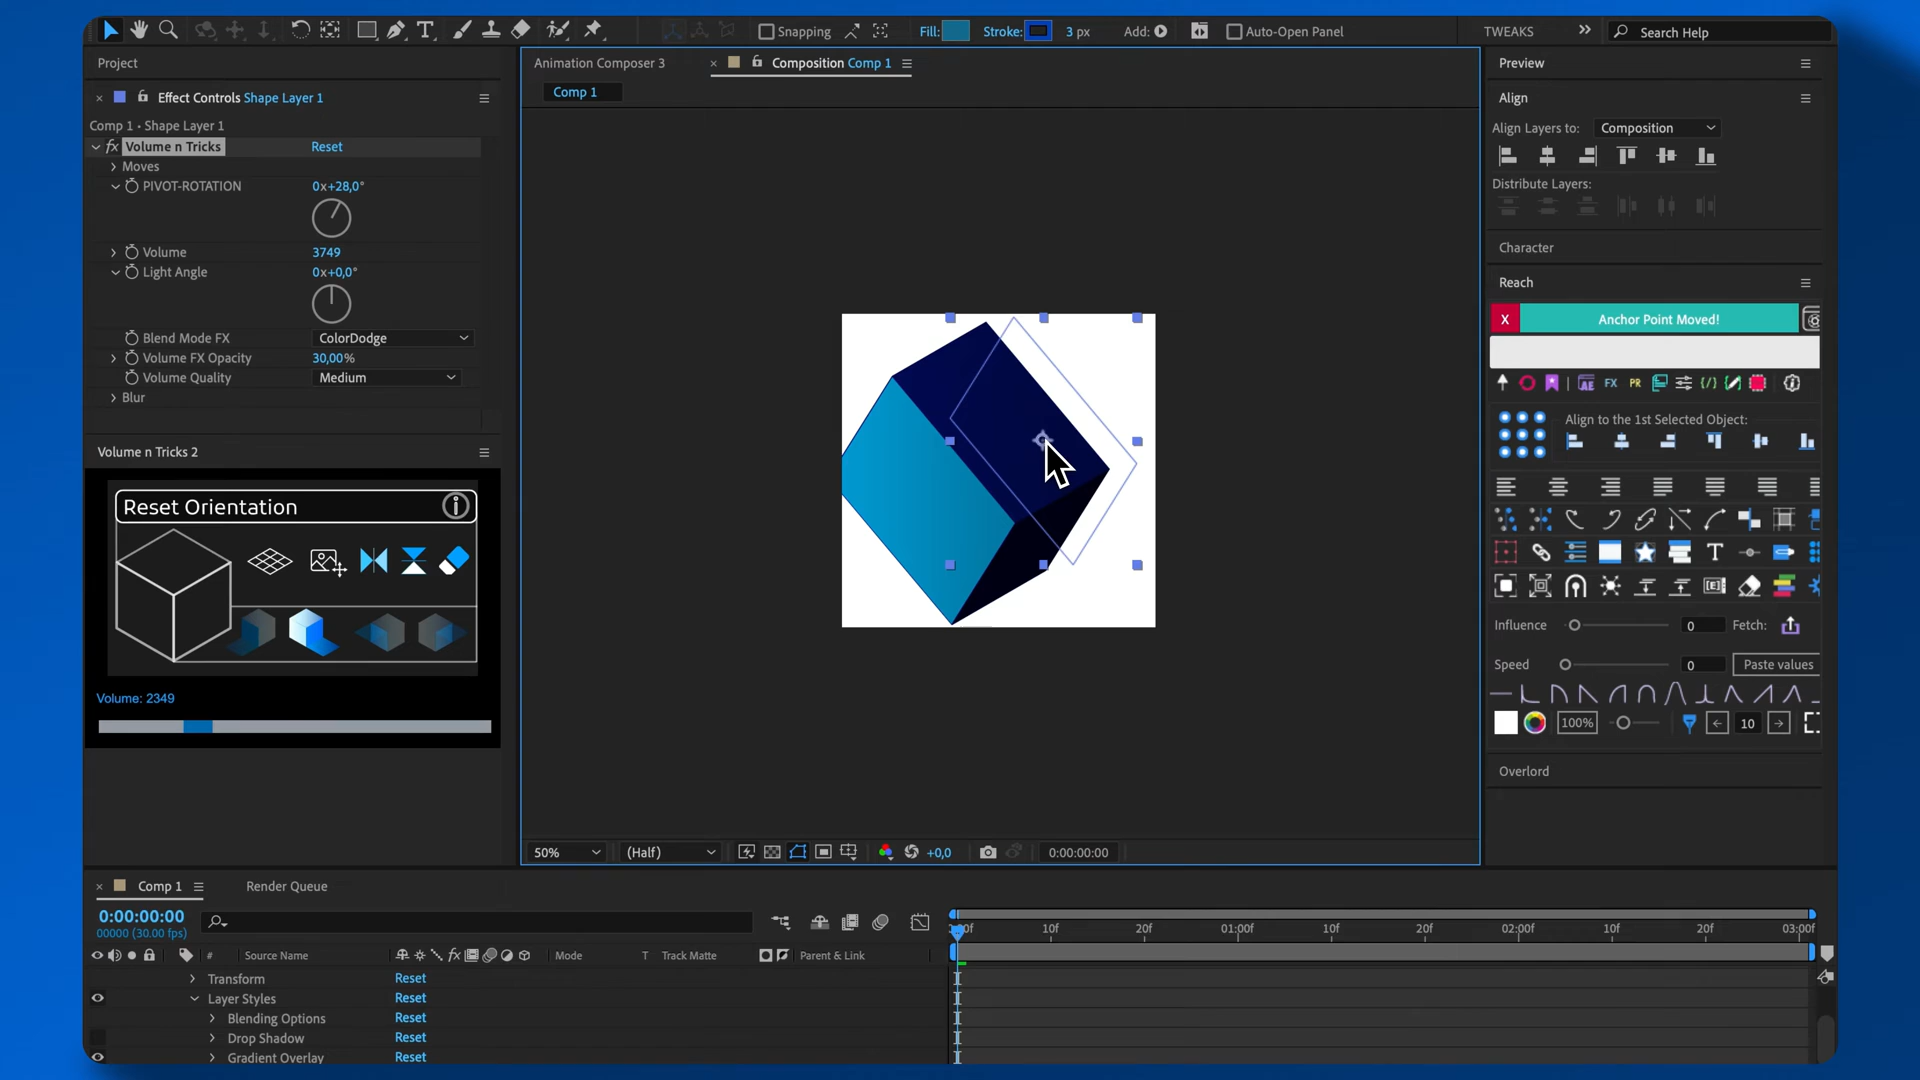 Snapping
Fill:
Stroke:
3 px
Add:
Auto-Open Panel
TWEAKS
Search Help
Project
Effect Controls Shape Layer 1
Comp 1 • Shape Layer 1
fx Volume n Tricks
Reset
Moves
PIVOT-ROTATION
0x+28,0°
Volume
3749
Light Angle
0x+0,0°
Blend Mode FX
ColorDodge
Volume FX Opacity
30,00%
Volume Quality
Medium
Blur
Volume n Tricks 2
Reset Orientation
Volume: 2349
Animation Composer 3
Composition Comp 1
Comp 1
50%
(Half)
+0,0
0:00:00:00
Preview
Align
Align Layers to:
Composition
Distribute Layers:
Character
Reach
X
Anchor Point Moved!
AE
FX
PR
Align to the 1st Selected Object:
T
[E]
Influence
0
Fetch:
Speed
0
Paste values
100%
10
Overlord
Comp 1
Render Queue
0:00:00:00
00000 (30.00 fps)
:00f
10f
20f
01:00f
10f
20f
02:00f
10f
20f
03:00f
#
Source Name
fx
Mode
T
Track Matte
Parent & Link
Transform
Reset
Layer Styles
Reset
Blending Options
Reset
Drop Shadow
Reset
Gradient Overlay
Reset